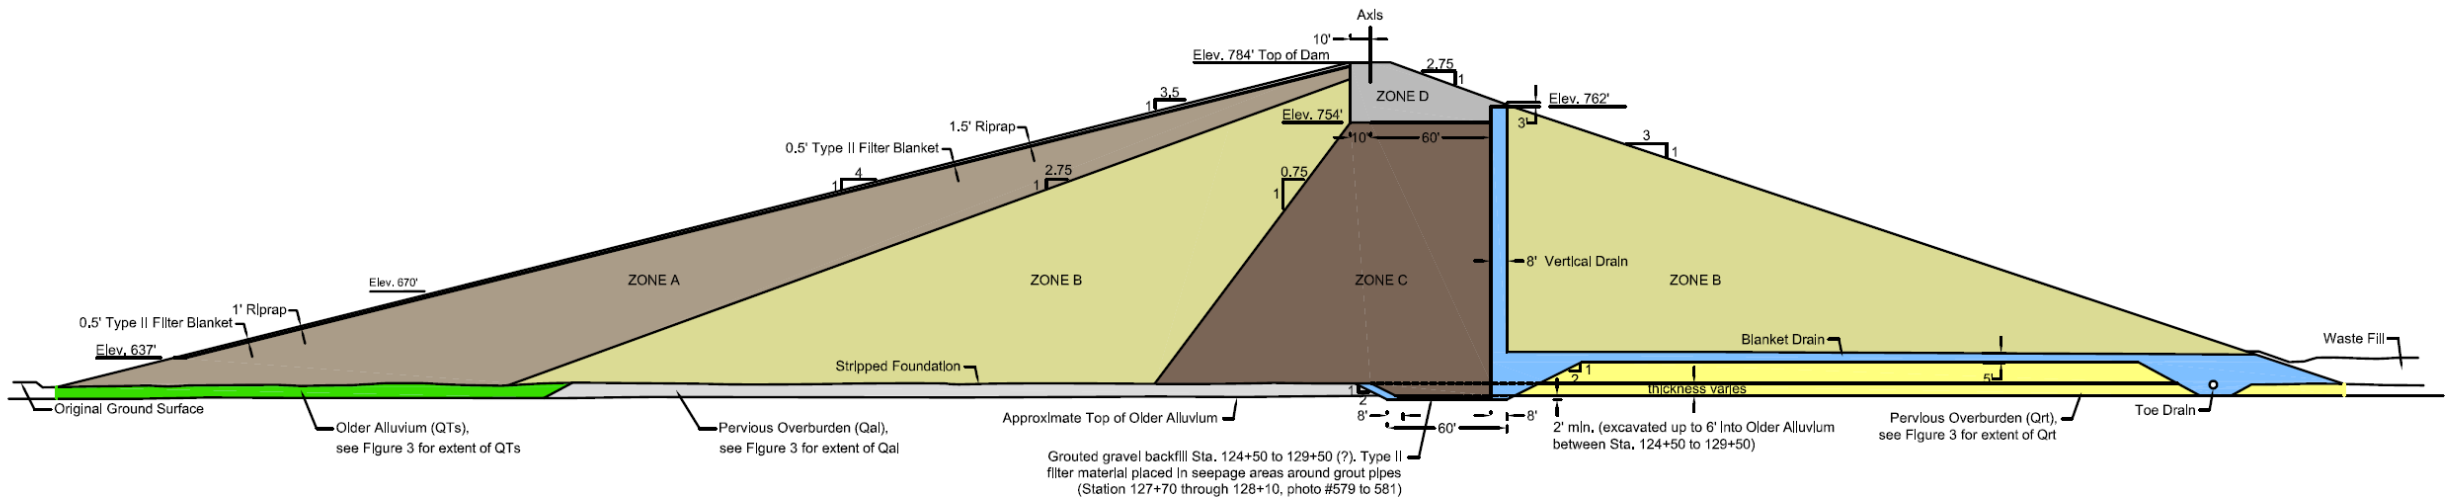 Axis
10'
Elev. 784' Top of Dam
2.75
1
3.5
1
ZONE D
Elev. 762'
3'
Elev. 754'
1.5' Riprap
10'
60'
3
1
0.5' Type II Filter Blanket
4
1
2.75
1
0.75
1
8' Vertical Drain
ZONE A
ZONE B
ZONE C
ZONE B
Elev. 670'
1' Riprap
0.5' Type II Filter Blanket
Elev. 637'
Blanket Drain
Waste Fill
Stripped Foundation
1
2
1
2
5'
thickness varies
Original Ground Surface
Approximate Top of Older Alluvium
8'
8'
60'
Toe Drain
Older Alluvium (QTs),
see Figure 3 for extent of QTs
Pervious Overburden (Qal),
see Figure 3 for extent of Qal
2' min. (excavated up to 6' into Older Alluvium
between Sta. 124+50 to 129+50)
Pervious Overburden (Qrt),
see Figure 3 for extent of Qrt
Grouted gravel backfill Sta. 124+50 to 129+50 (?). Type II
filter material placed in seepage areas around grout pipes
(Station 127+70 through 128+10, photo #579 to 581)